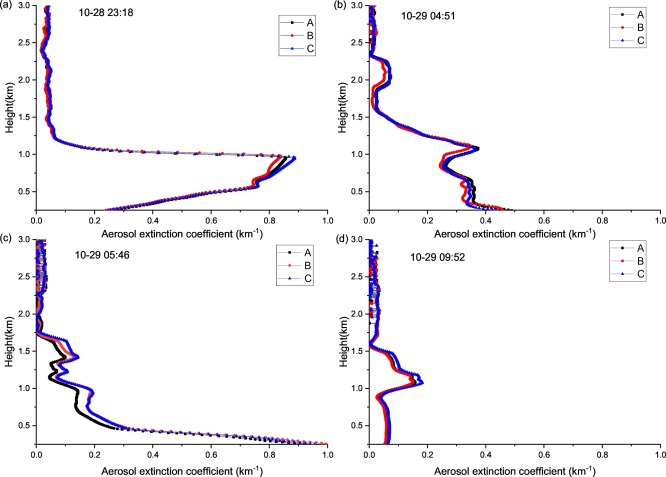 (a)
10-28 23:18
A
B
C
3.0
2.5
2.0
1.5
1.0
0.5
Height(km)
0.0 0.2 0.4 0.6 0.8 1.0
Aerosol extinction coefficient (km-1)
(b)
10-29 04:51
A
B
C
3.0
2.5
2.0
1.5
1.0
0.5
Height(km)
0.0 0.2 0.4 0.6 0.8 1.0
Aerosol extinction coefficient (km-1)
(c)
10-29 05:46
A
B
C
3.0
2.5
2.0
1.5
1.0
0.5
Height(km)
0.0 0.2 0.4 0.6 0.8 1.0
Aerosol extinction coefficient (km-1)
(d)
10-29 09:52
A
B
C
3.0
2.5
2.0
1.5
1.0
0.5
Height(km)
0.0 0.2 0.4 0.6 0.8 1.0
Aerosol extinction coefficient (km-1)